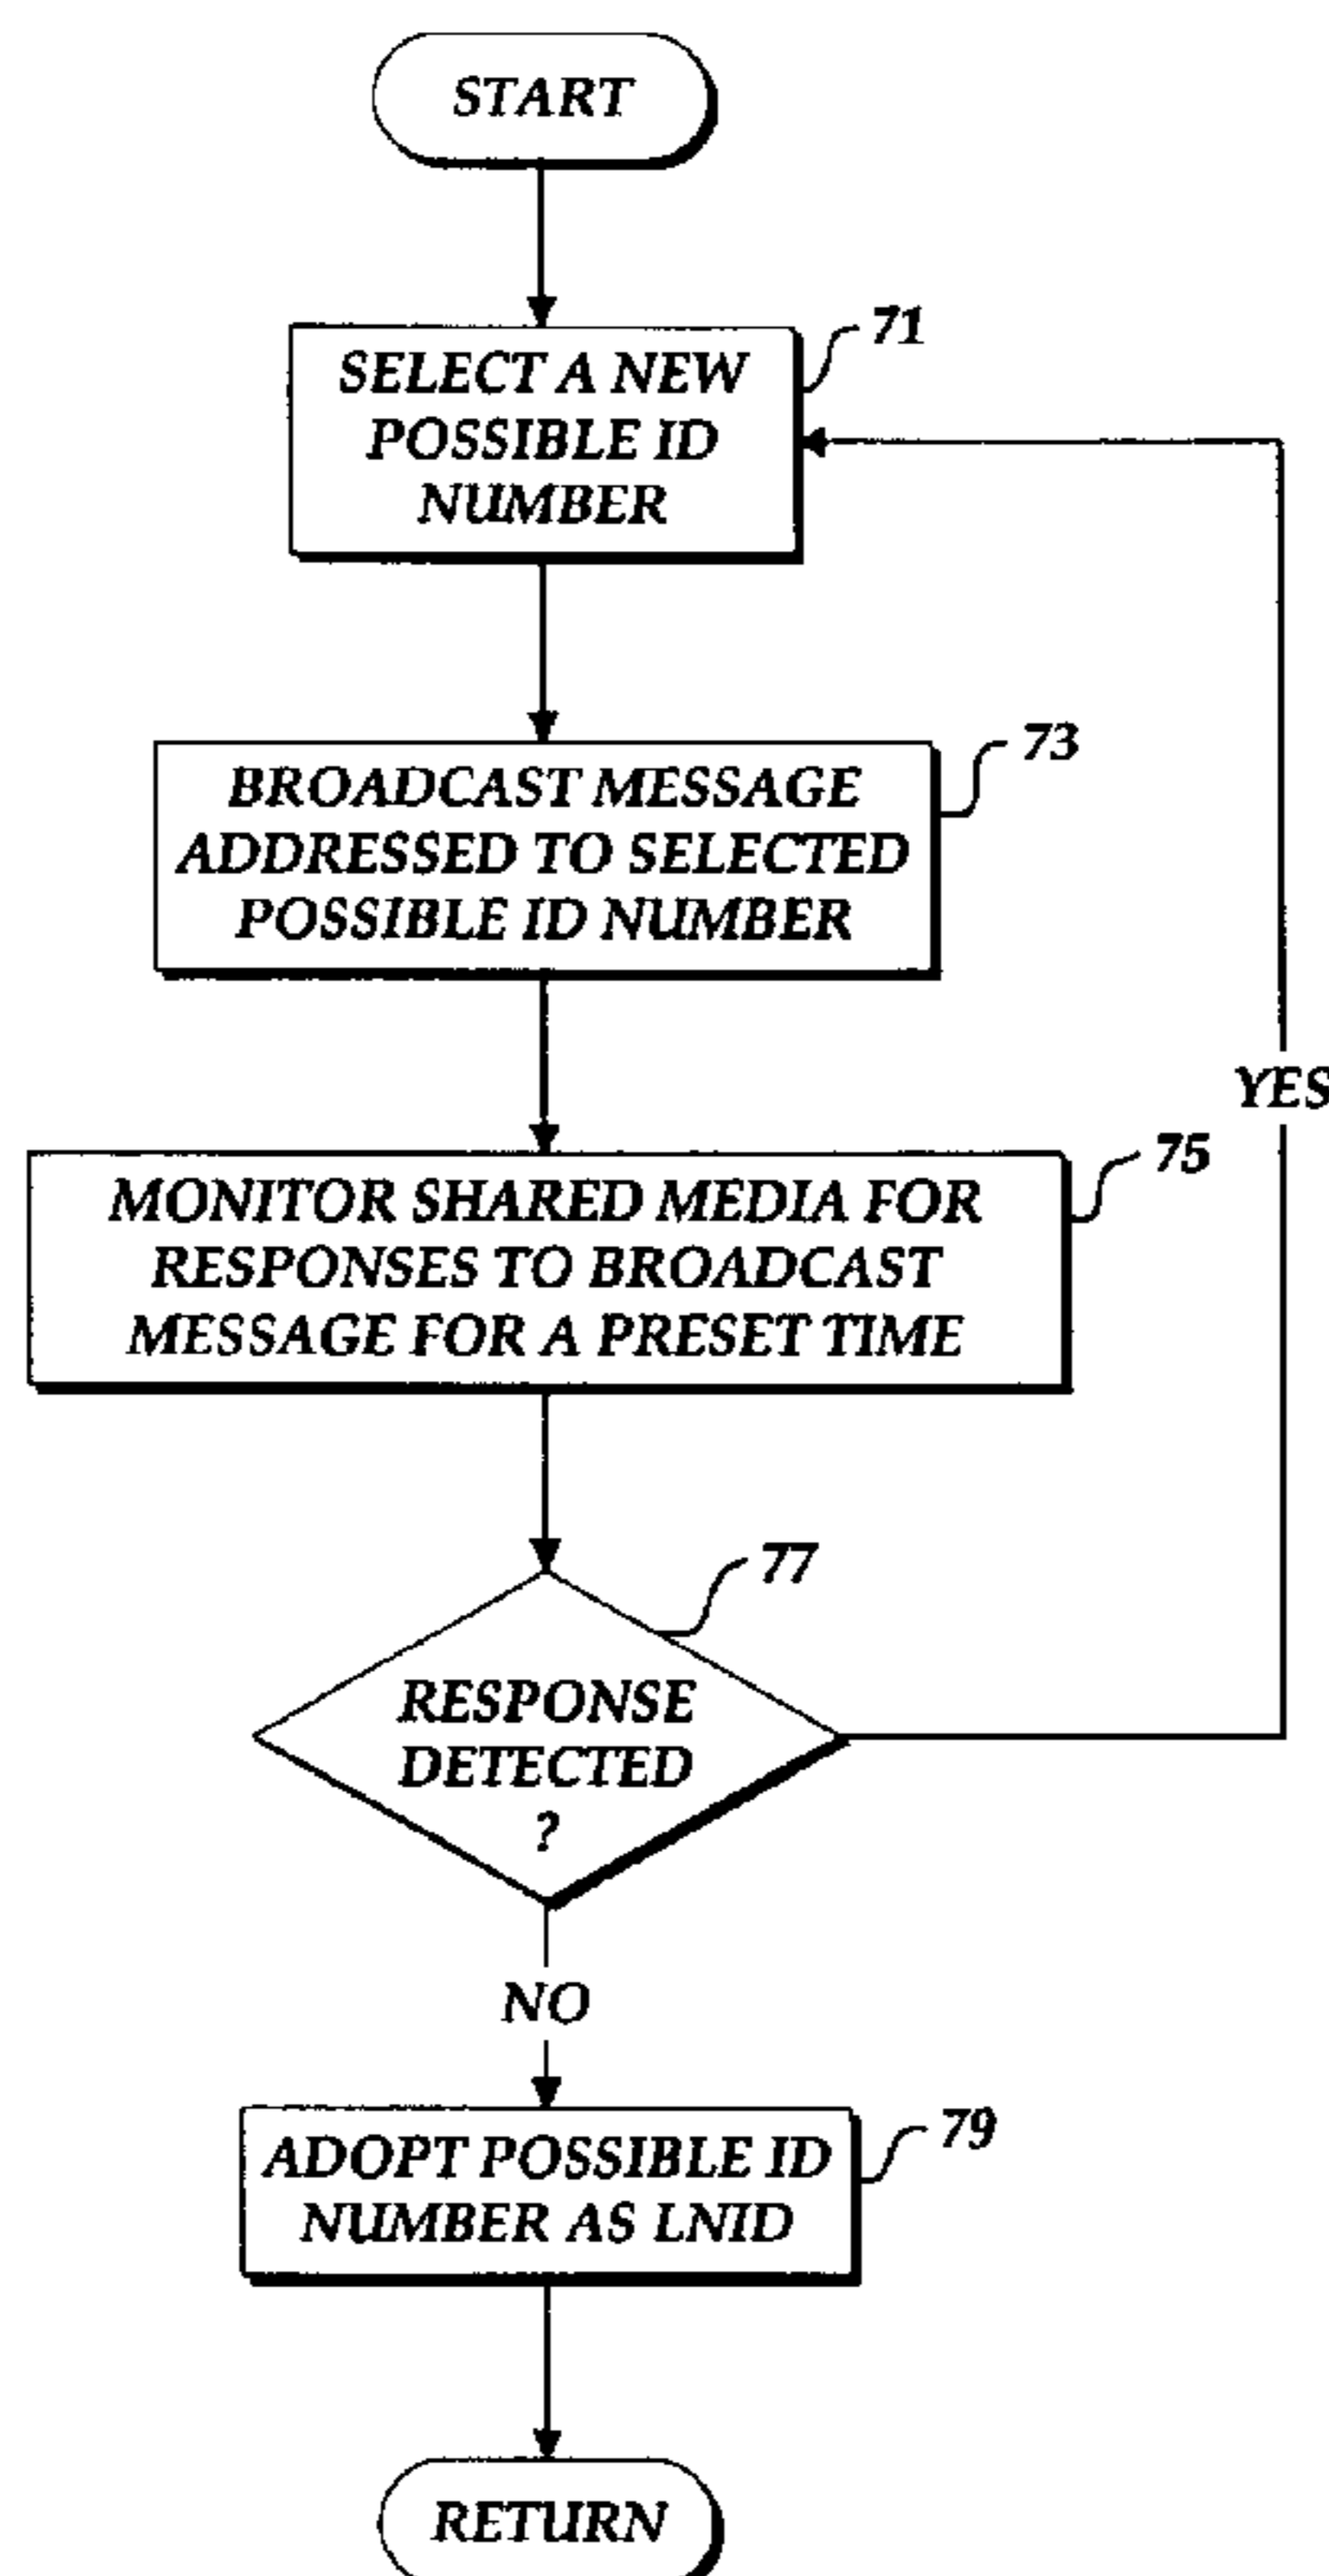 START
71
SELECT A NEW
POSSIBLE ID
NUMBER
73
BROADCAST MESSAGE
ADDRESSED TO SELECTED
POSSIBLE ID NUMBER
YES
75
MONITOR SHARED MEDIA FOR
RESPONSES TO BROADCAST
MESSAGE FOR A PRESET TIME
77
RESPONSE
DETECTED
?
NO
79
ADOPT POSSIBLE ID
NUMBER AS LNID
RETURN